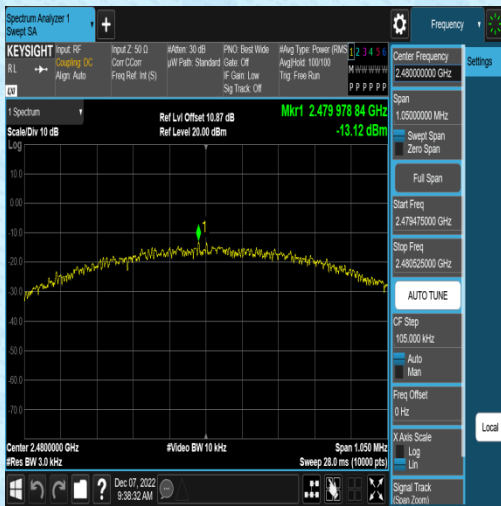 Spectrum Analyzer 1
Swept SA
+
Frequency
KEYSIGHT
RL
Input: RF
Coupling: DC
Align: Auto
Input Z: 50 Ω
Corr CCorr
Freq Ref: Int (S)
#Atten: 30 dB
µW Path: Standard
PNO: Best Wide
Gate: Off
IF Gain: Low
Sig Track: Off
#Avg Type: Power (RMS
Avg|Hold: 100/100
Trig: Free Run
1 2 3 4 5 6
M W W W W W
P P P P P P
Center Frequency
2.480000000 GHz
Settings
Span
1.05000000 MHz
Swept Span
Zero Span
Full Span
Start Freq
2.479475000 GHz
Stop Freq
2.480525000 GHz
AUTO TUNE
CF Step
105.000 kHz
Auto
Man
Freq Offset
0 Hz
X Axis Scale
Log
Lin
Signal Track
(Span Zoom)
Local
LXI
1 Spectrum
Scale/Div 10 dB
Log
Ref Lvl Offset 10.87 dB
Ref Level 20.00 dBm
Mkr1 2.479 978 84 GHz
-13.12 dBm
10.0
0.00
-10.0
-20.0
-30.0
-40.0
-50.0
-60.0
-70.0
1
Center 2.4800000 GHz
#Res BW 3.0 kHz
#Video BW 10 kHz
Span 1.050 MHz
Sweep 28.0 ms (10000 pts)
?
Dec 07, 2022
9:38:32 AM